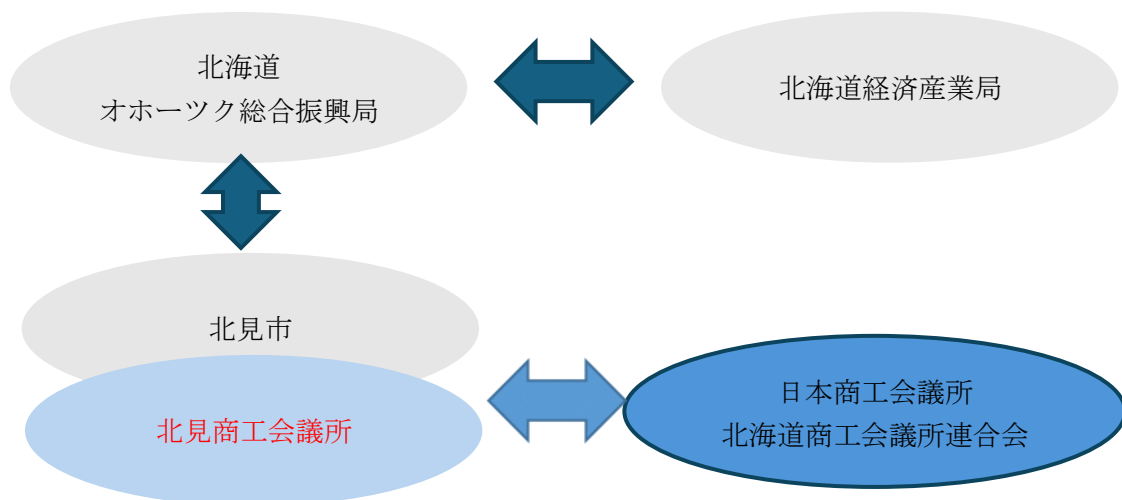 北海道
オホーツク総合振興局
北海道経済産業局
北見市
北見商工会議所
日本商工会議所
北海道商工会議所連合会